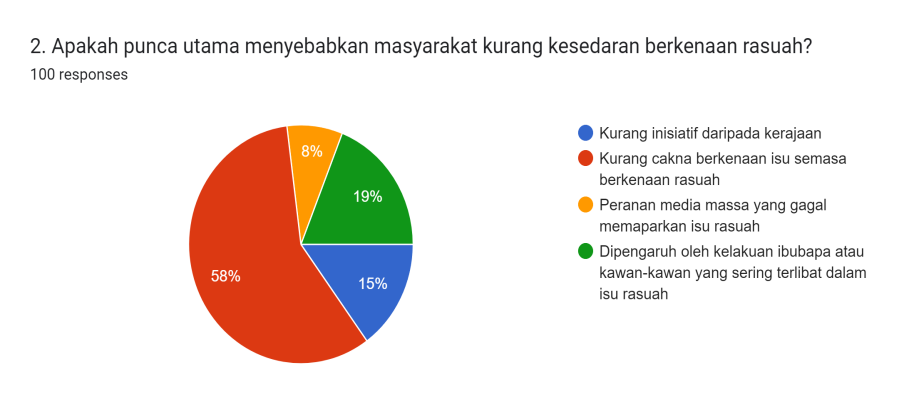 2. Apakah punca utama menyebabkan masyarakat kurang kesedaran berkenaan rasuah?
100 responses
8%
19%
58%
15%
Kurang inisiatif daripada kerajaan
Kurang cakna berkenaan isu semasa
berkenaan rasuah
Peranan media massa yang gagal
memaparkan isu rasuah
Dipengaruh oleh kelakuan ibubapa atau
kawan-kawan yang sering terlibat dalam
isu rasuah